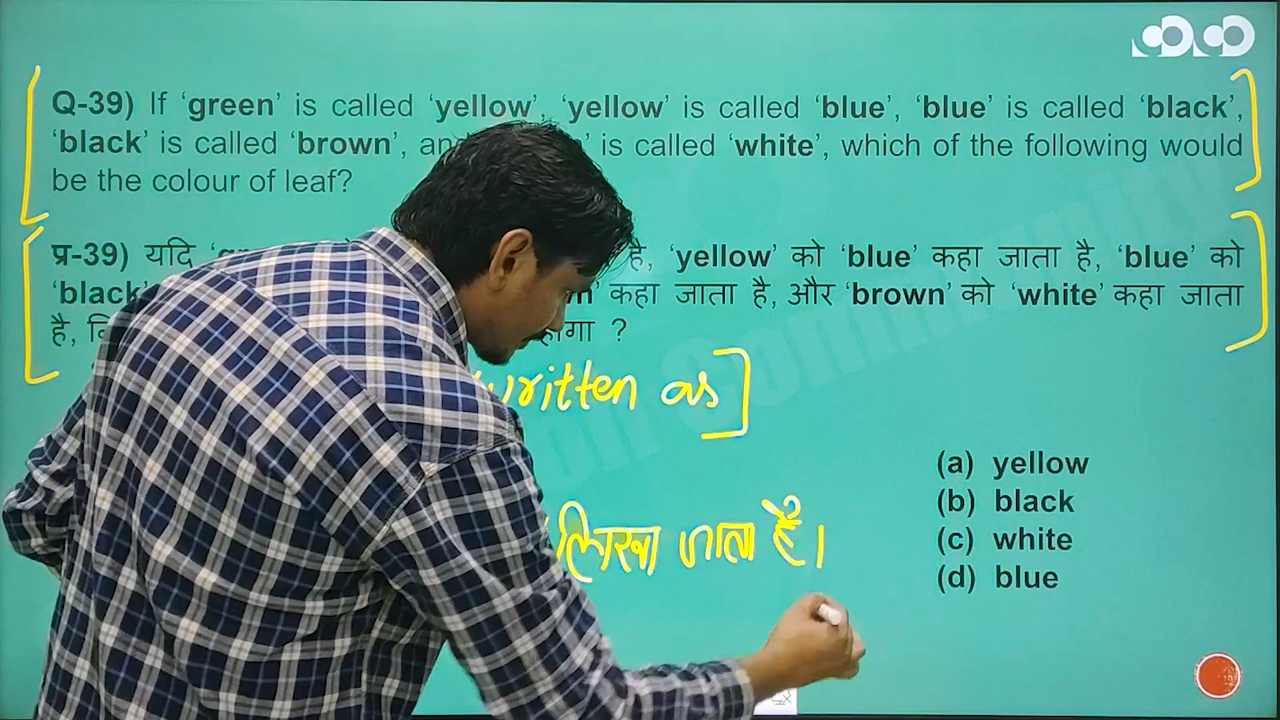 Q-39) If ‘green’ is called ‘yellow’, ‘yellow’ is called ‘blue’, ‘blue’ is called ‘black’,
‘black’ is called ‘brown’, ’ is called ‘white’, which of the following would
be the colour of leaf?
प्र-39) यदि है, ‘yellow’ को ‘blue’ कहा जाता है, ‘blue’ को
‘black कहा जाता है, और ‘brown’ को ‘white’ कहा जाता
है, ?
written as]
लिखा जाता है।
(a) yellow
(b) black
(c) white
(d) blue